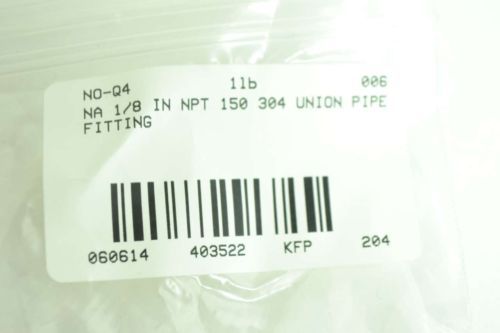 NO-Q4 1lb 006
NA 1/8 IN NPT 150 304 UNION PIPE
FITTING
060614 403522 KFP 204